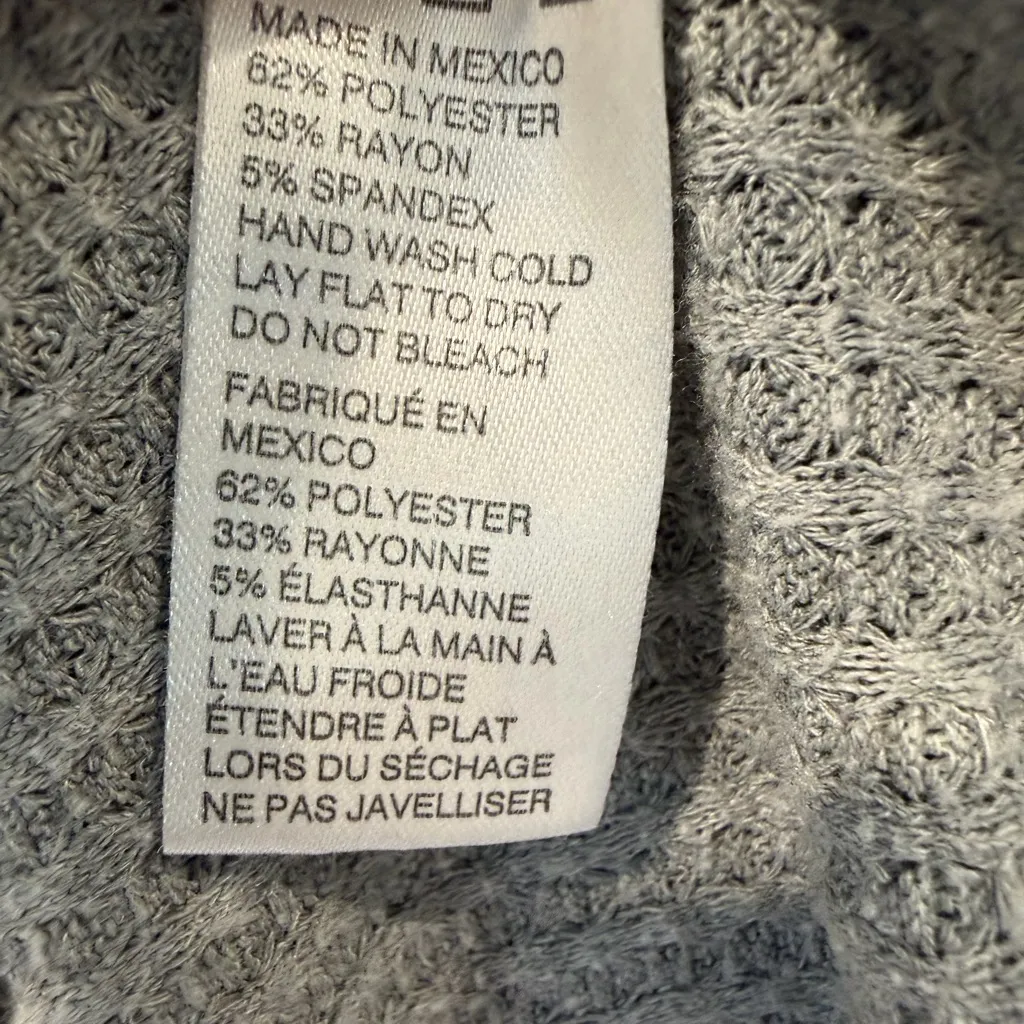 MADE IN MEXICO
62% POLYESTER
33% RAYON
5% SPANDEX
HAND WASH COLD
LAY FLAT TO DRY
DO NOT BLEACH
FABRIQUÉ EN
MEXICO
62% POLYESTER
33% RAYONNE
5% ÉLASTHANNE
LAVER À LA MAIN À
L'EAU FROIDE
ÉTENDRE À PLAT
LORS DU SÉCHAGE
NE PAS JAVELLISER